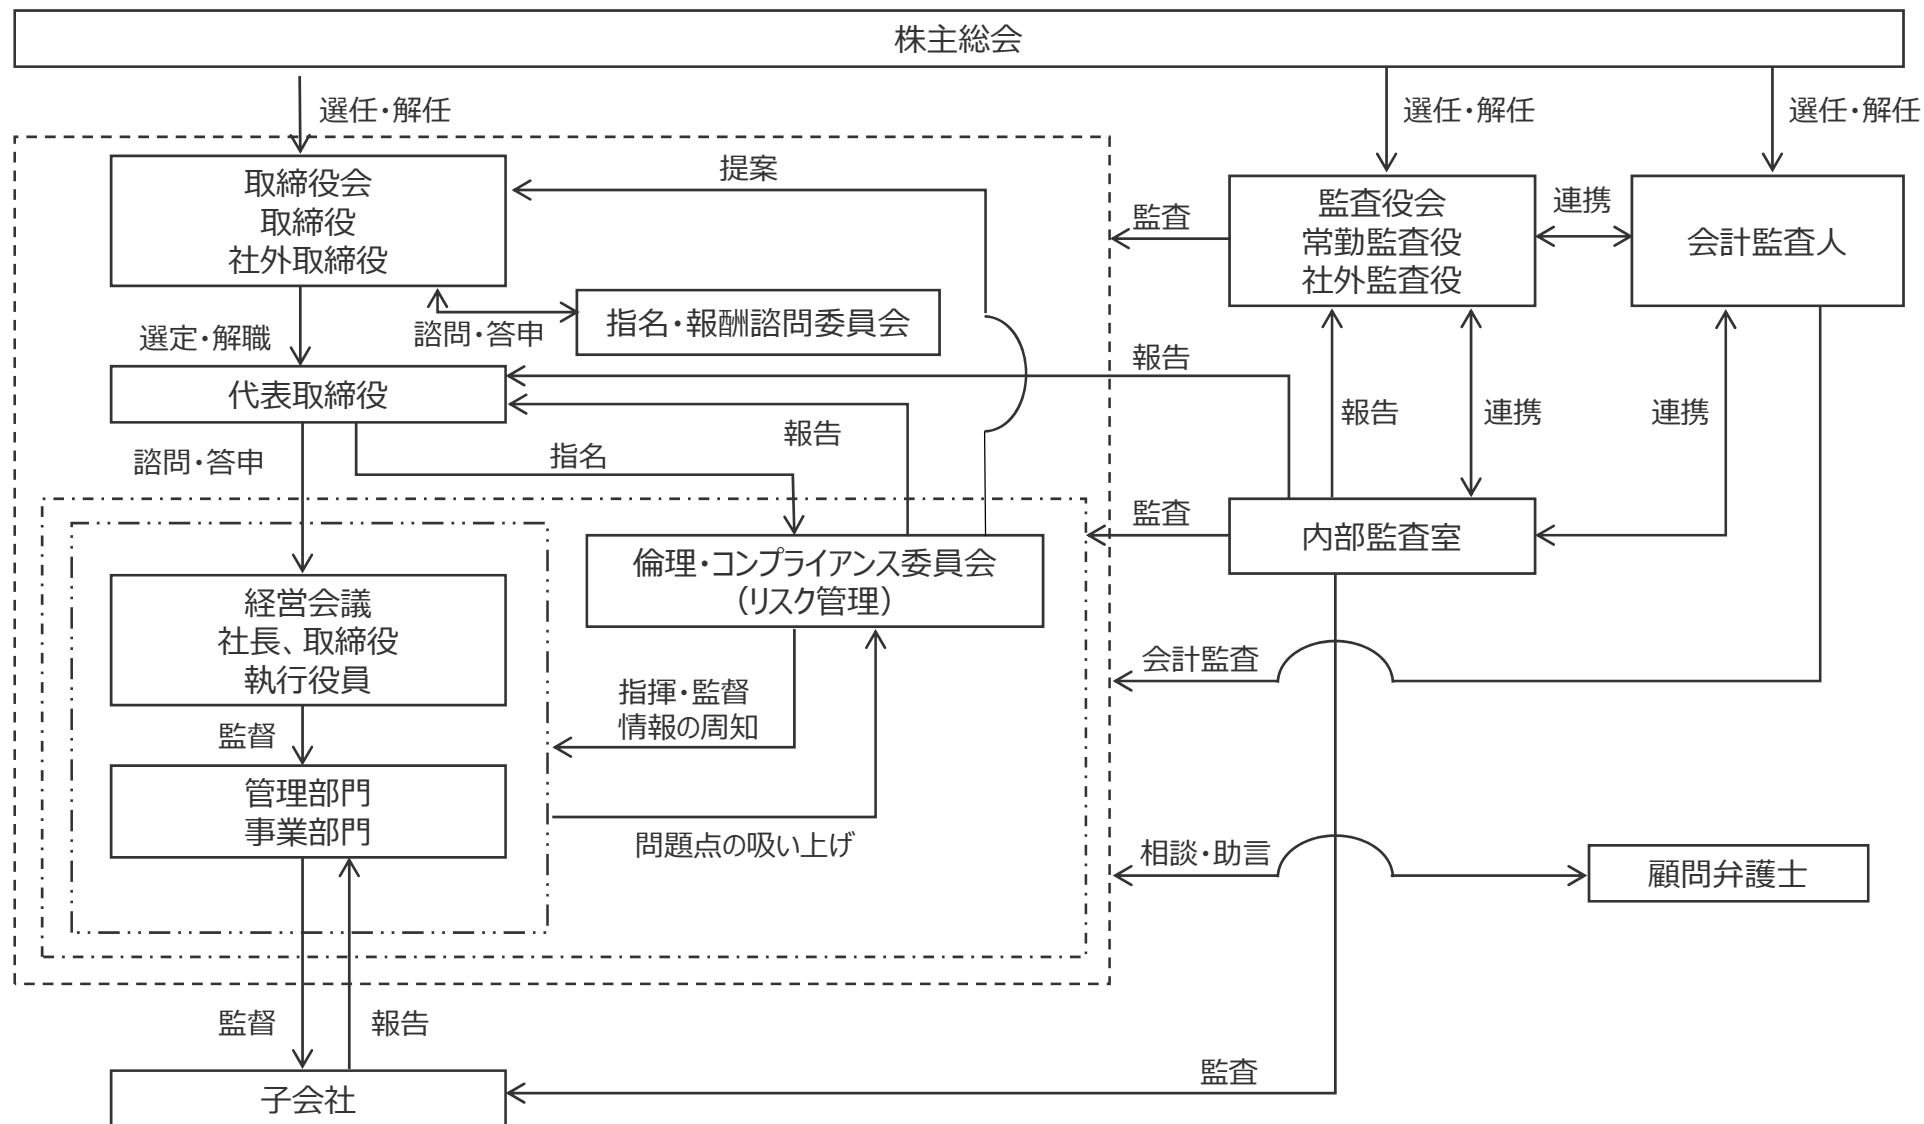 株主総会
選任・解任
選任・解任
選任・解任
取締役会
取締役
社外取締役
提案
監査
監査役会
常勤監査役
社外監査役
連携
会計監査人
選定・解職
諮問・答申
指名・報酬諮問委員会
代表取締役
報告
報告
報告
連携
連携
諮問・答申
指名
監査
内部監査室
倫理・コンプライアンス委員会
（リスク管理）
経営会議
社長、取締役
執行役員
会計監査
指揮・監督
情報の周知
監督
管理部門
事業部門
問題点の吸い上げ
相談・助言
顧問弁護士
監督
報告
監査
子会社